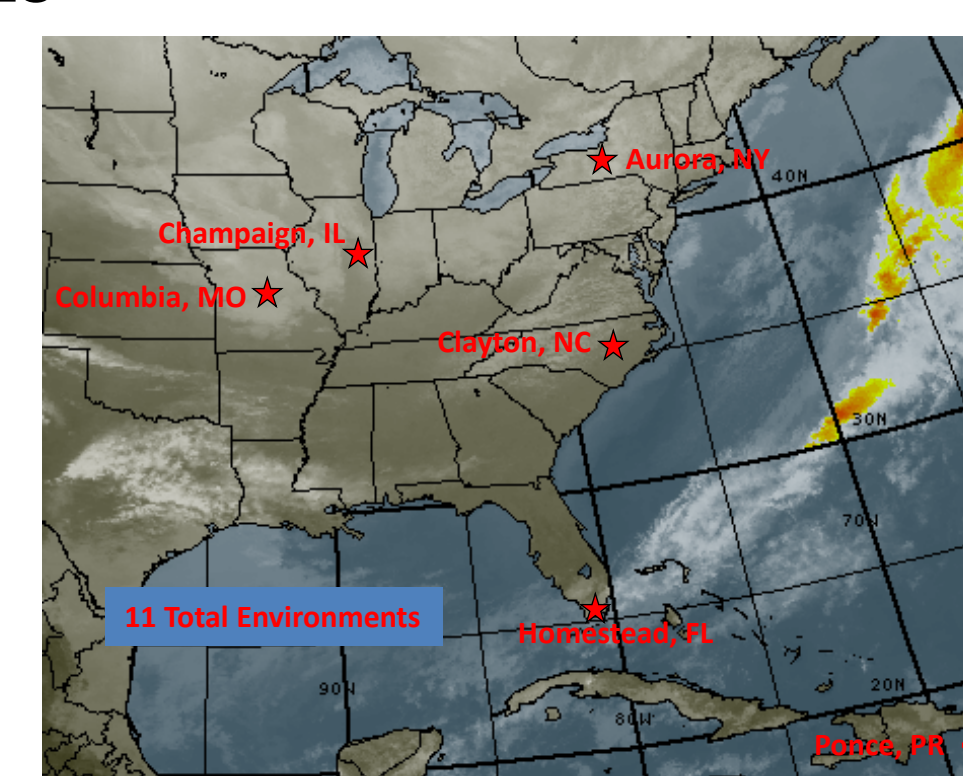 Aurora, NY
40N
Champaign, IL
Columbia, MO
Clayton, NC
30N
70W
11 Total Environments
Homestead, FL
90W
20N
80W
Ponce, PR